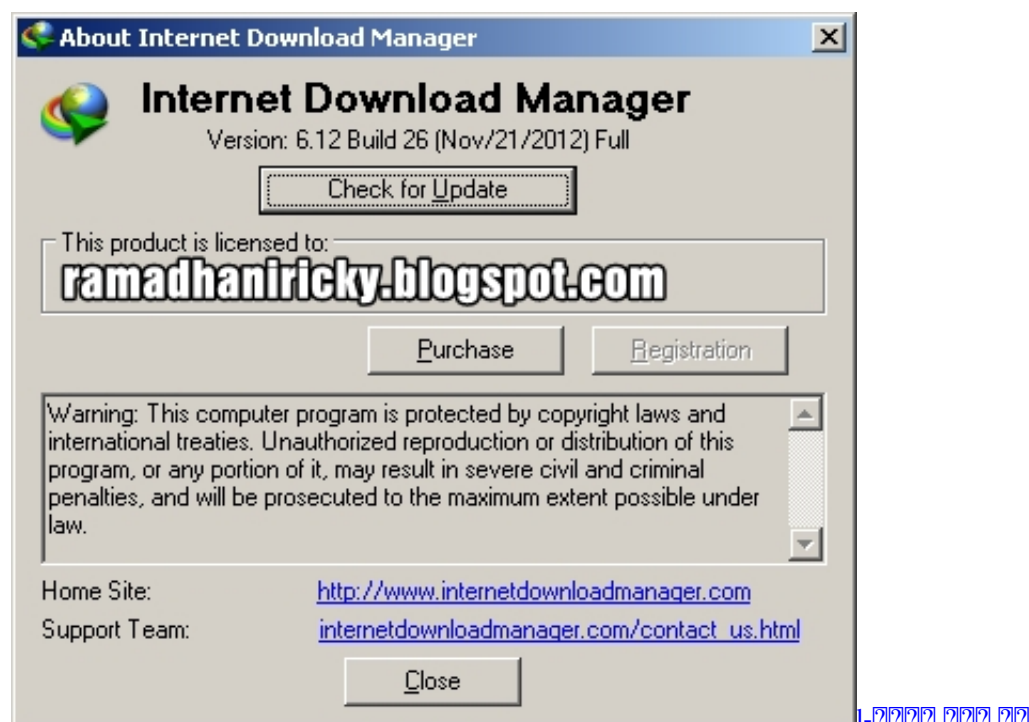 About Internet Download Manager
Internet Download Manager
Version: 6.12 Build 26 (Nov/21/2012) Full
Check for Update
This product is licensed to:
ramadhaniricky.blogspot.com
Purchase
Registration
Warning: This computer program is protected by copyright laws and
international treaties. Unauthorized reproduction or distribution of this
program, or any portion of it, may result in severe civil and criminal
penalties, and will be prosecuted to the maximum extent possible under
law.
Home Site: http://www.internetdownloadmanager.com
Support Team: internetdownloadmanager.com/contact_us.html
Close